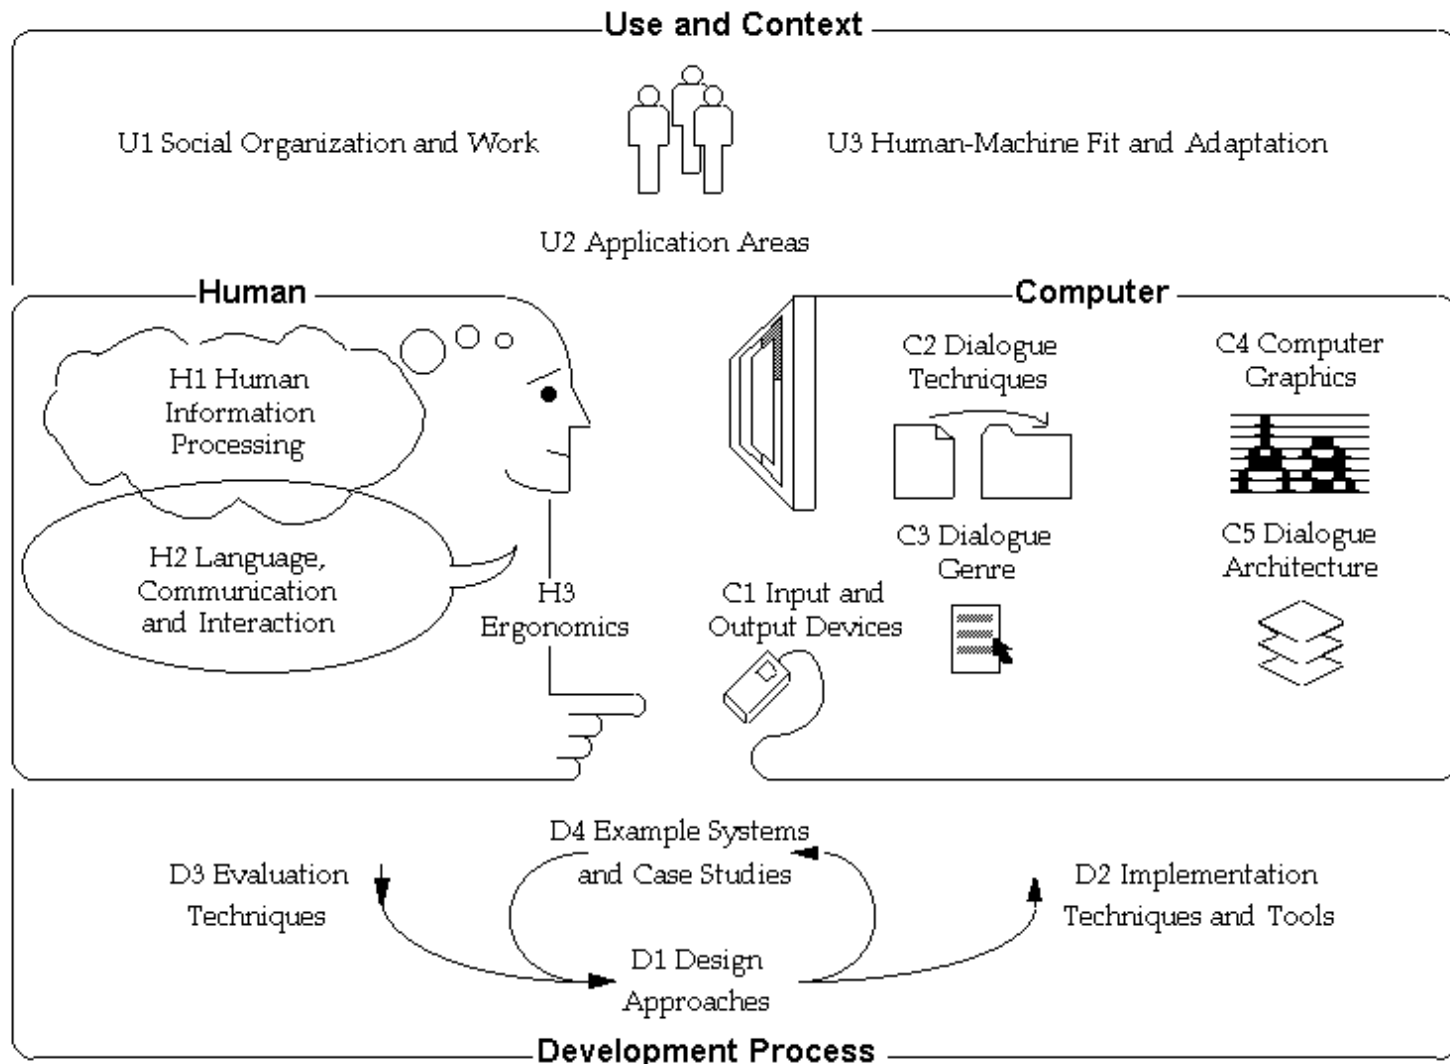 Use and Context
U1 Social Organization and Work
U3 Human-Machine Fit and Adaptation
U2 Application Areas
Human
H1 Human
Information
Processing
H2 Language,
Communication
and Interaction
H3
Ergonomics
Computer
C1 Input and
Output Devices
C2 Dialogue
Techniques
C3 Dialogue
Genre
C4 Computer
Graphics
C5 Dialogue
Architecture
D3 Evaluation
Techniques
D4 Example Systems
and Case Studies
D1 Design
Approaches
D2 Implementation
Techniques and Tools
Development Process